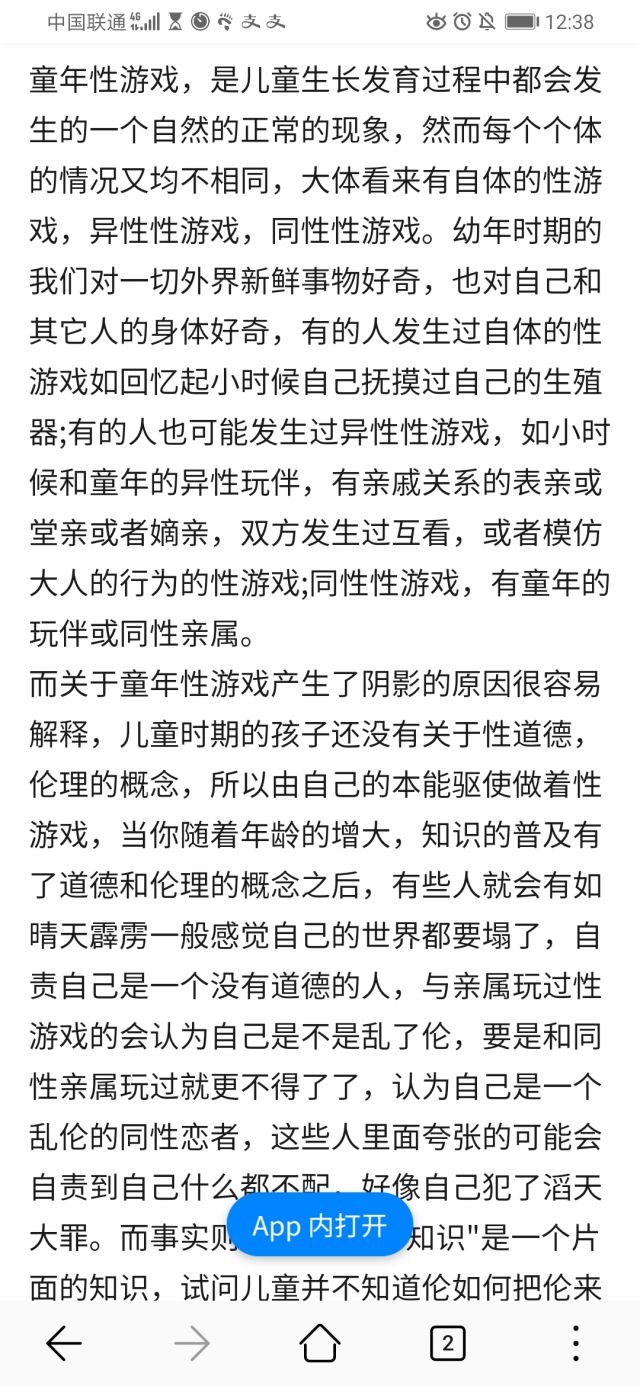 中国联通 4G 支 支 12:38
童年性游戏，是儿童生长发育过程中都会发
生的一个自然的正常的现象，然而每个个体
的情况又均不相同，大体看来有自体的性游
戏，异性性游戏，同性性游戏。幼年时期的
我们对一切外界新鲜事物好奇，也对自己和
其它人的身体好奇，有的人发生过自体的性
游戏如回忆起小时候自己抚摸过自己的生殖
器;有的人也可能发生过异性性游戏，如小时
候和童年的异性玩伴，有亲戚关系的表亲或
堂亲或者嫡亲，双方发生过互看，或者模仿
大人的行为的性游戏;同性性游戏，有童年的
玩伴或同性亲属。
而关于童年性游戏产生了阴影的原因很容易
解释，儿童时期的孩子还没有关于性道德，
伦理的概念，所以由自己的本能驱使做着性
游戏，当你随着年龄的增大，知识的普及有
了道德和伦理的概念之后，有些人就会有如
晴天霹雳一般感觉自己的世界都要塌了，自
责自己是一个没有道德的人，与亲属玩过性
游戏的会认为自己是不是乱了伦，要是和同
性亲属玩过就更不得了了，认为自己是一个
乱伦的同性恋者，这些人里面夸张的可能会
自责到自己什么都不配，好像自己犯了滔天
大罪。而事实则 知识"是一个片
App 内打开
面的知识，试问儿童并不知道伦如何把伦来
2